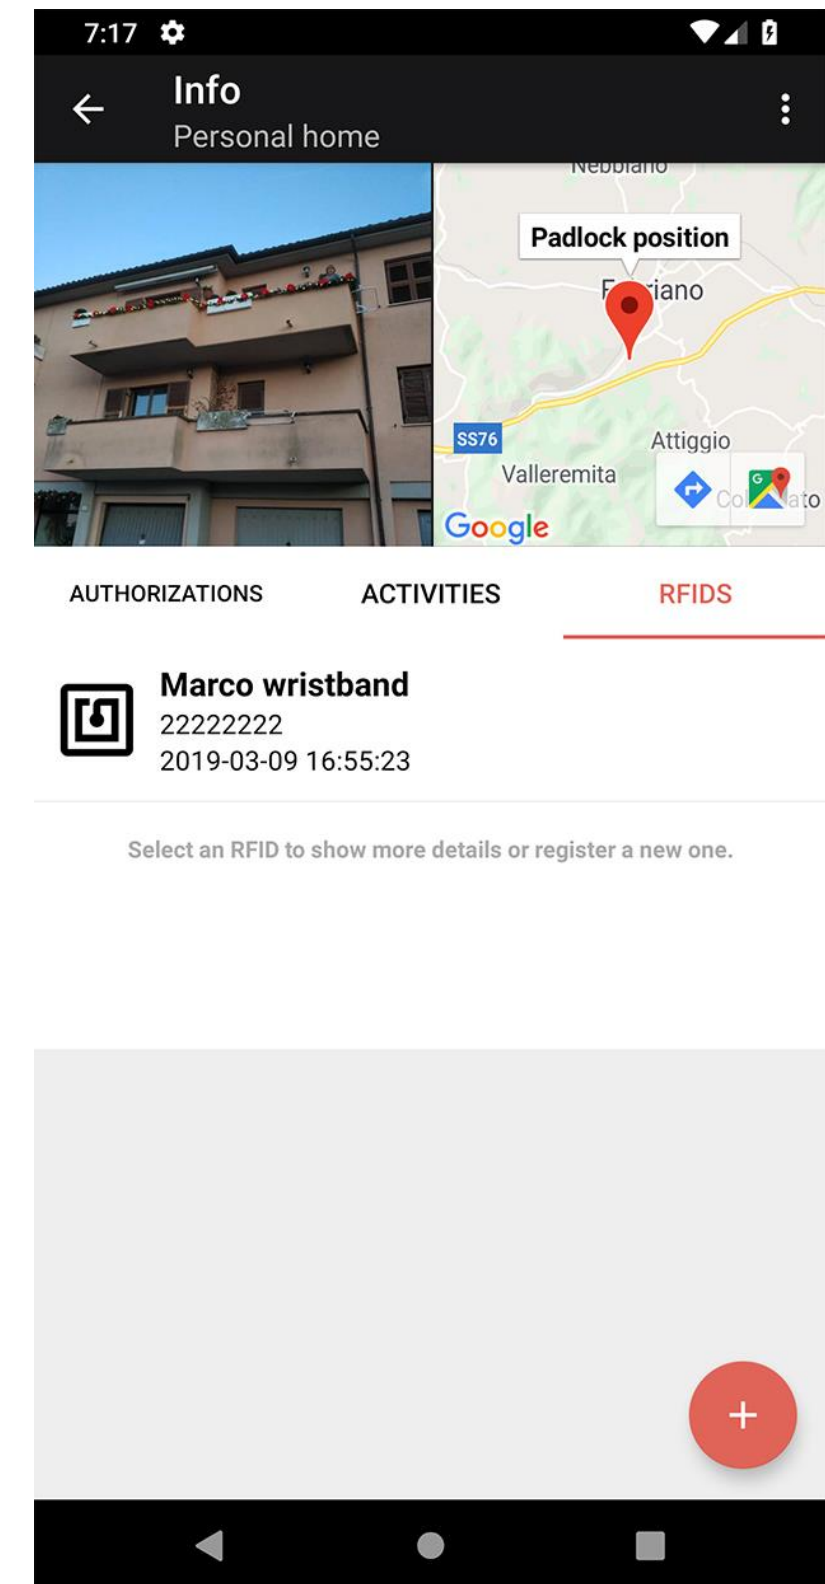 7:17
Info
Personal home
Nebbiano
Padlock position
SS76
Attiggio
Valleremita
Google
AUTHORIZATIONS ACTIVITIES RFIDS
Marco wristband
22222222
2019-03-09 16:55:23
Select an RFID to show more details or register a new one.